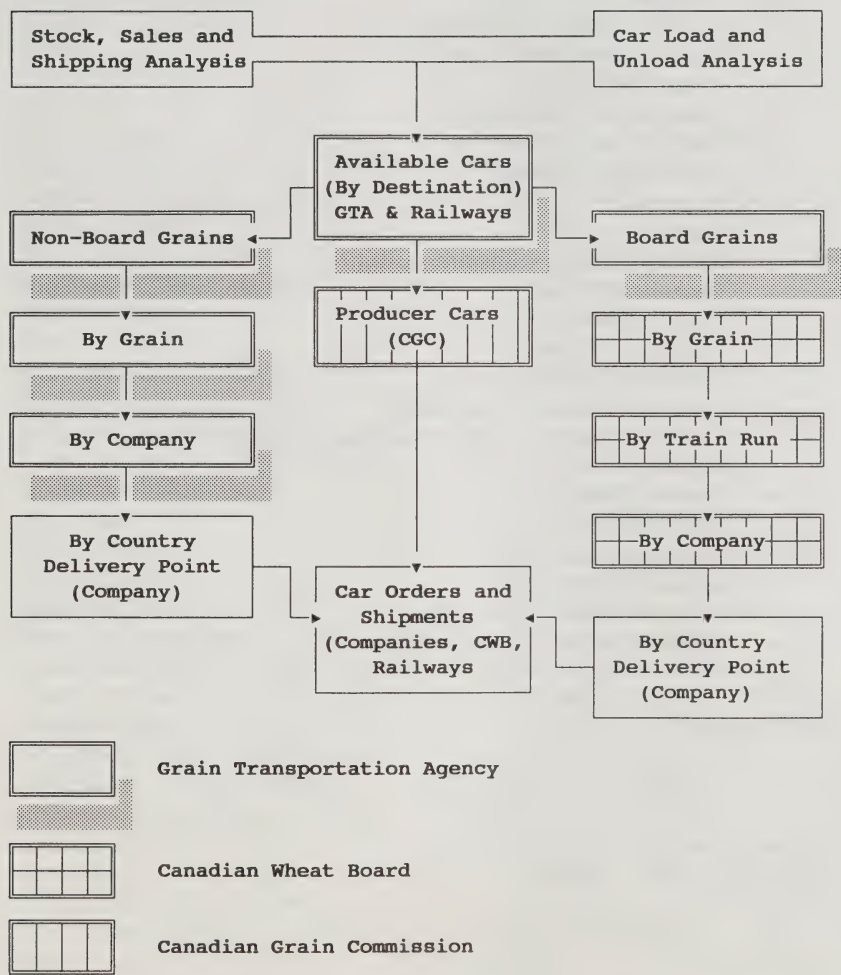 Stock, Sales and
Shipping Analysis
Car Load and
Unload Analysis
Available Cars
(By Destination)
GTA & Railways
Non-Board Grains
Board Grains
Producer Cars
(CGC)
By Grain
By Grain
By Company
By Train Run
By Company
By Country
Delivery Point
(Company)
Car Orders and
Shipments
(Companies, CWB,
Railways
By Country
Delivery Point
(Company)
Grain Transportation Agency
Canadian Wheat Board
Canadian Grain Commission